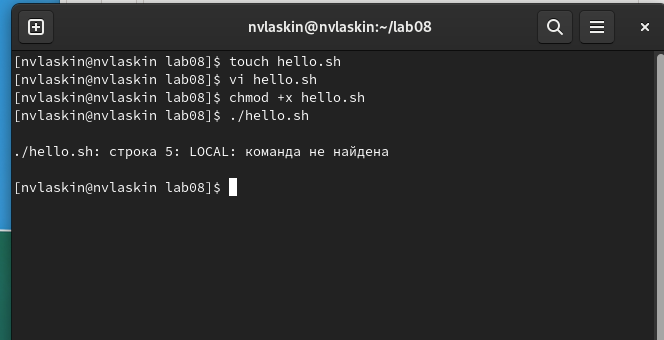 nvlaskin@nvlaskin:~/lab08
[nvlaskin@nvlaskin lab08]$ touch hello.sh
[nvlaskin@nvlaskin lab08]$ vi hello.sh
[nvlaskin@nvlaskin lab08]$ chmod +x hello.sh
[nvlaskin@nvlaskin lab08]$ ./hello.sh
./hello.sh: строка 5: LOCAL: команда не найдена
[nvlaskin@nvlaskin lab08]$